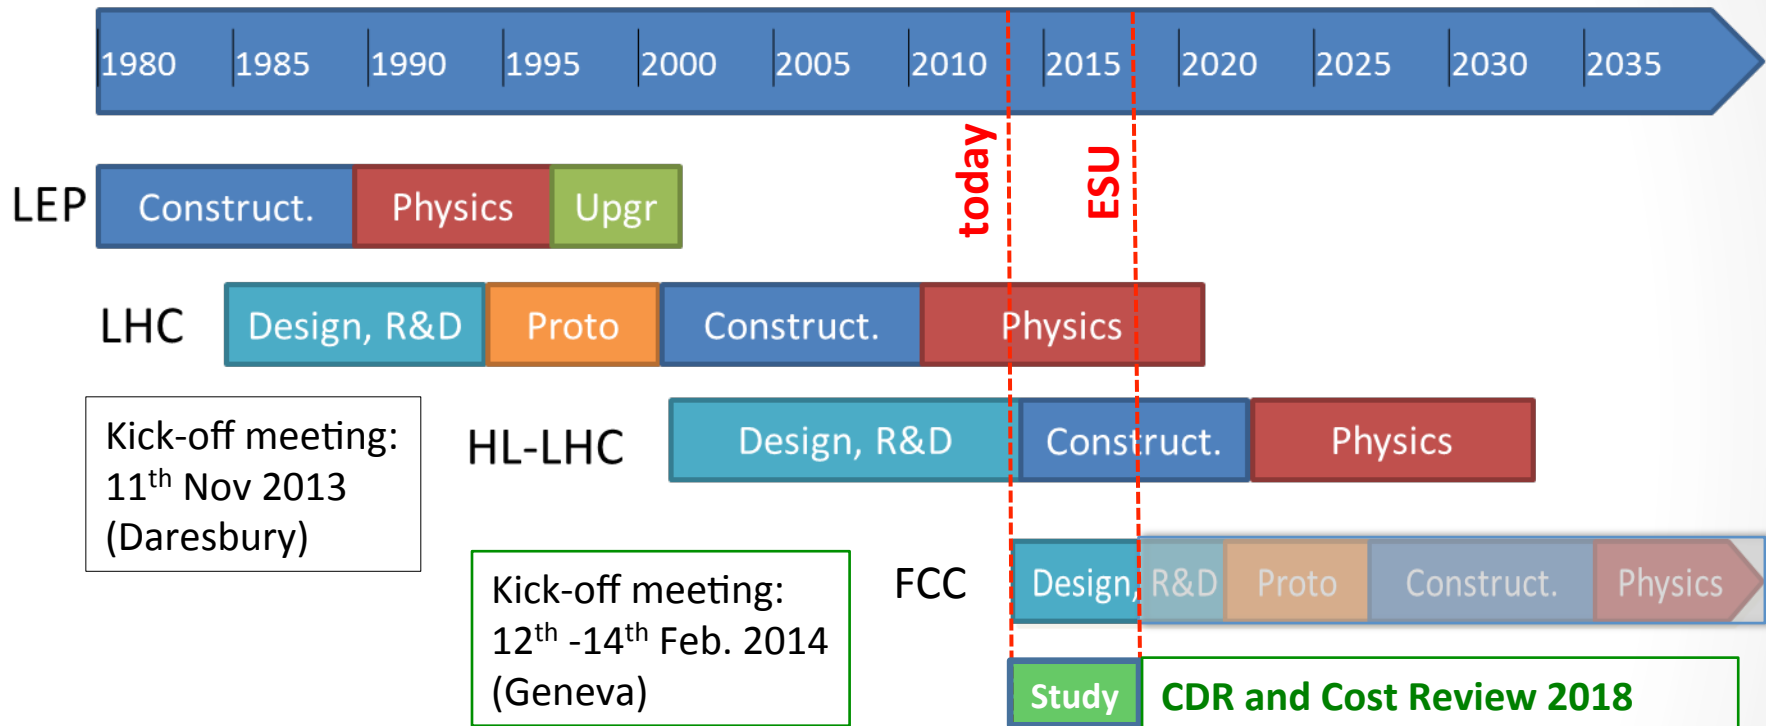 1980 1985 1990 1995 2000 2005 2010 2015 2020 2025 2030 2035
today
ESU
LEP Construct. Physics Upgr
LHC Design, R&D Proto Construct. Physics
HL-LHC Design, R&D Construct. Physics
Kick-off meeting:
11th Nov 2013
(Daresbury)
FCC Design, R&D Proto Construct. Physics
Kick-off meeting:
12th -14th Feb. 2014
(Geneva)
Study CDR and Cost Review 2018